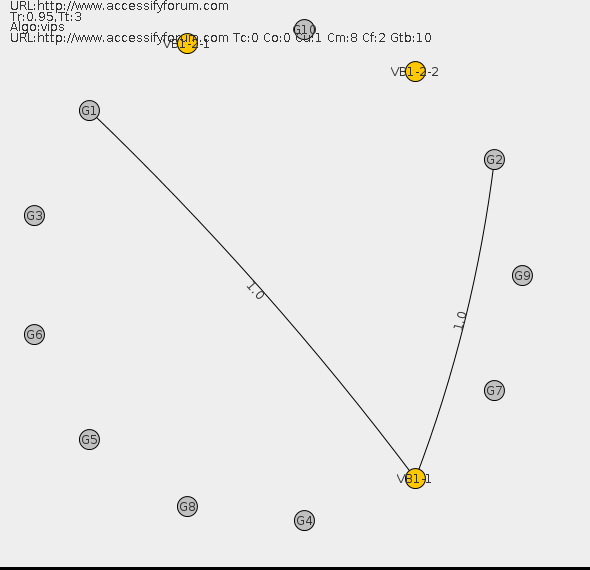 URL:http://www.accessifyforum.com
Tr:0.95,Tt:3
Algo:vips
URL:http://www.accessifyforum.com Tc:0 Co:0 Cu:1 Cm:8 Cf:2 Gtb:10
G10
VB1-2-1
VB1-2-2
G1
G2
G3
G9
1.0
1.0
G6
G7
G5
VB1-1
G8
G4